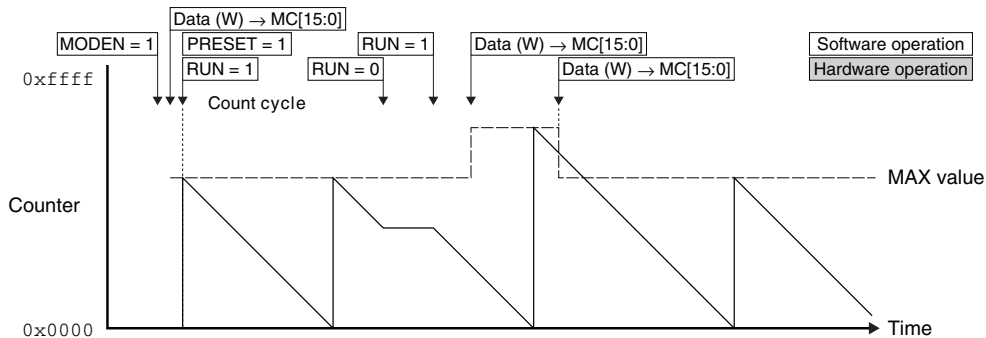 Data (W) → MC[15:0]
MODEN = 1
PRESET = 1
RUN = 1
Data (W) → MC[15:0]
Software operation
RUN = 1
RUN = 0
Data (W) → MC[15:0]
Hardware operation
0xffff
Count cycle
MAX value
Counter
0x0000
Time